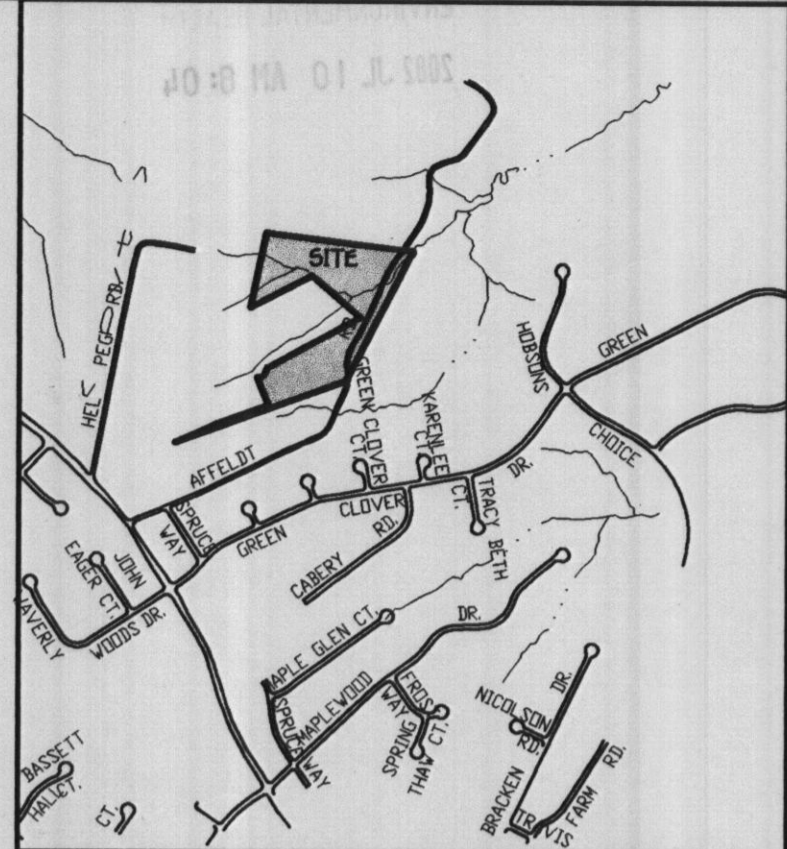 ENVIRONMENTAL
2002 JL 10 AM 8:04
SITE
HEL
PEG
RD.
HOBSONS
GREEN
CHOICE
GREEN CLOVER
CT.
KARENLEE
CT.
AFFELDT
DR.
CLOVER
TRACY BETH
CT.
SPRUCE
WAY
GREEN
RD.
CABERY
JOHN
EAGER CT.
WAVERLY
WOODS DR.
MAPLE GLEN CT.
DR.
MAPLEWOOD
FROST
WAY
SPRUCE WAY
SPRING
THAW CT.
NICOLSON
RD.
DR.
BRACKEN
TRAVIS
FARM
RD.
BASSETT
HALL CT.
CT.